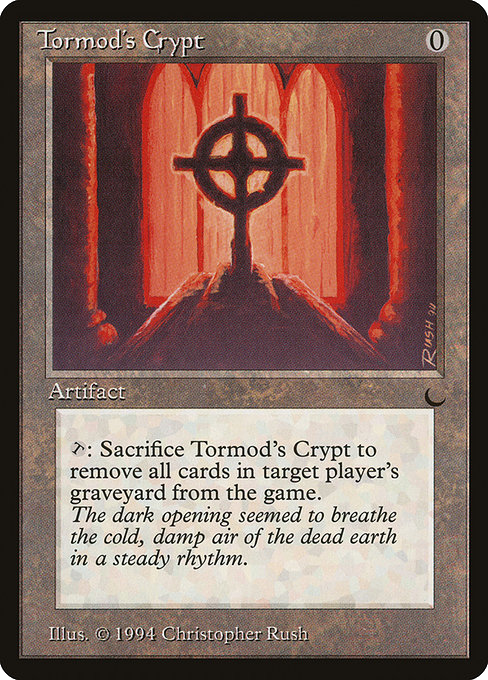 Tormod's Crypt 0
RUSH 94
Artifact
: Sacrifice Tormod's Crypt to
remove all cards in target player's
graveyard from the game.
The dark opening seemed to breathe
the cold, damp air of the dead earth
in a steady rhythm.
Illus. © 1994 Christopher Rush